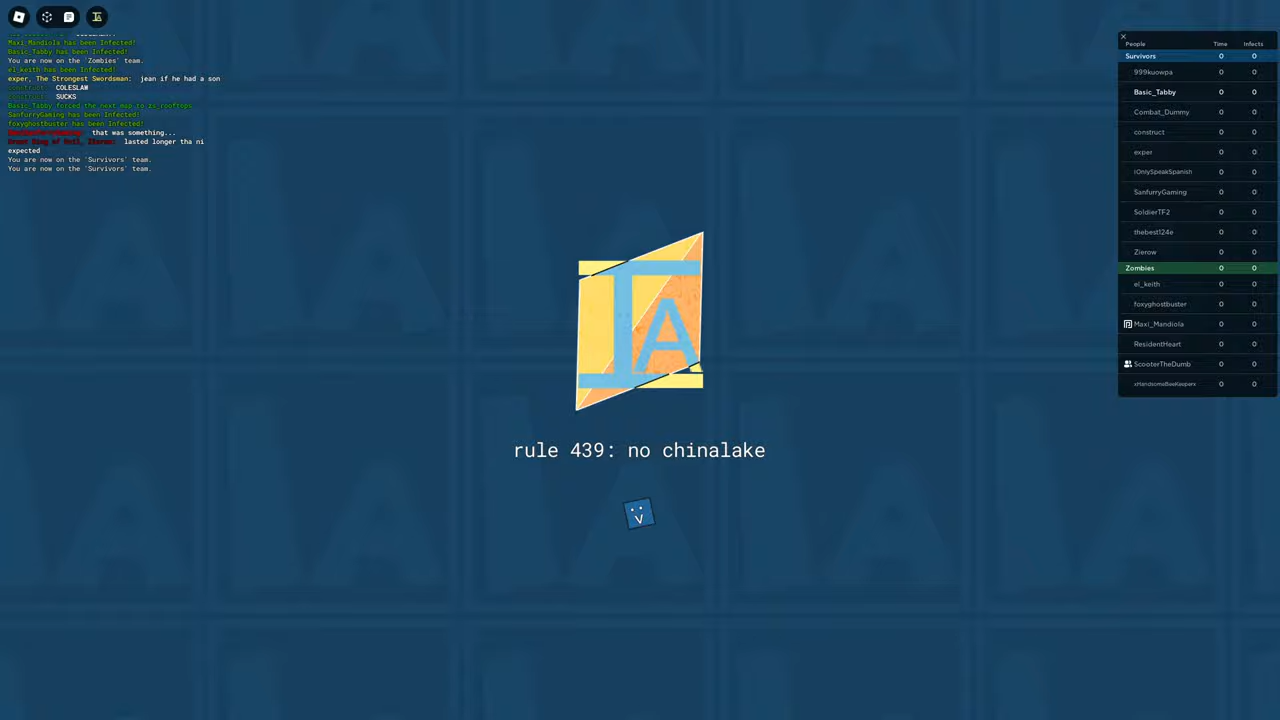 Maxi_Mandiola has been Infected!
Basic_Tabby has been Infected!
You are now on the 'Zombies' team.
el_keith has been Infected!
exper, The Strongest Swordsman: jean if he had a son
construct: COLESLAW
construct: SUCKS
Basic_Tabby forced the next map to zs_rooftops
SanfurryGaming has been Infected!
foxyghostbuster has been Infected!
that was something...
lasted longer tha ni
expected
You are now on the 'Survivors' team.
You are now on the 'Survivors' team.
IA
rule 439: no chinalake
People Time Infects
Survivors 0 0
999kuowpa 0 0
Basic_Tabby 0 0
Combat_Dummy 0 0
construct 0 0
exper 0 0
IOnlySpeakSpanish 0 0
SanfurryGaming 0 0
SoldierTF2 0 0
thebest124e 0 0
Zierow 0 0
Zombies 0 0
el_keith 0 0
foxyghostbuster 0 0
Maxi_Mandiola 0 0
ResidentHeart 0 0
ScooterTheDumb 0 0
xHandsomeBeeKeeperx 0 0